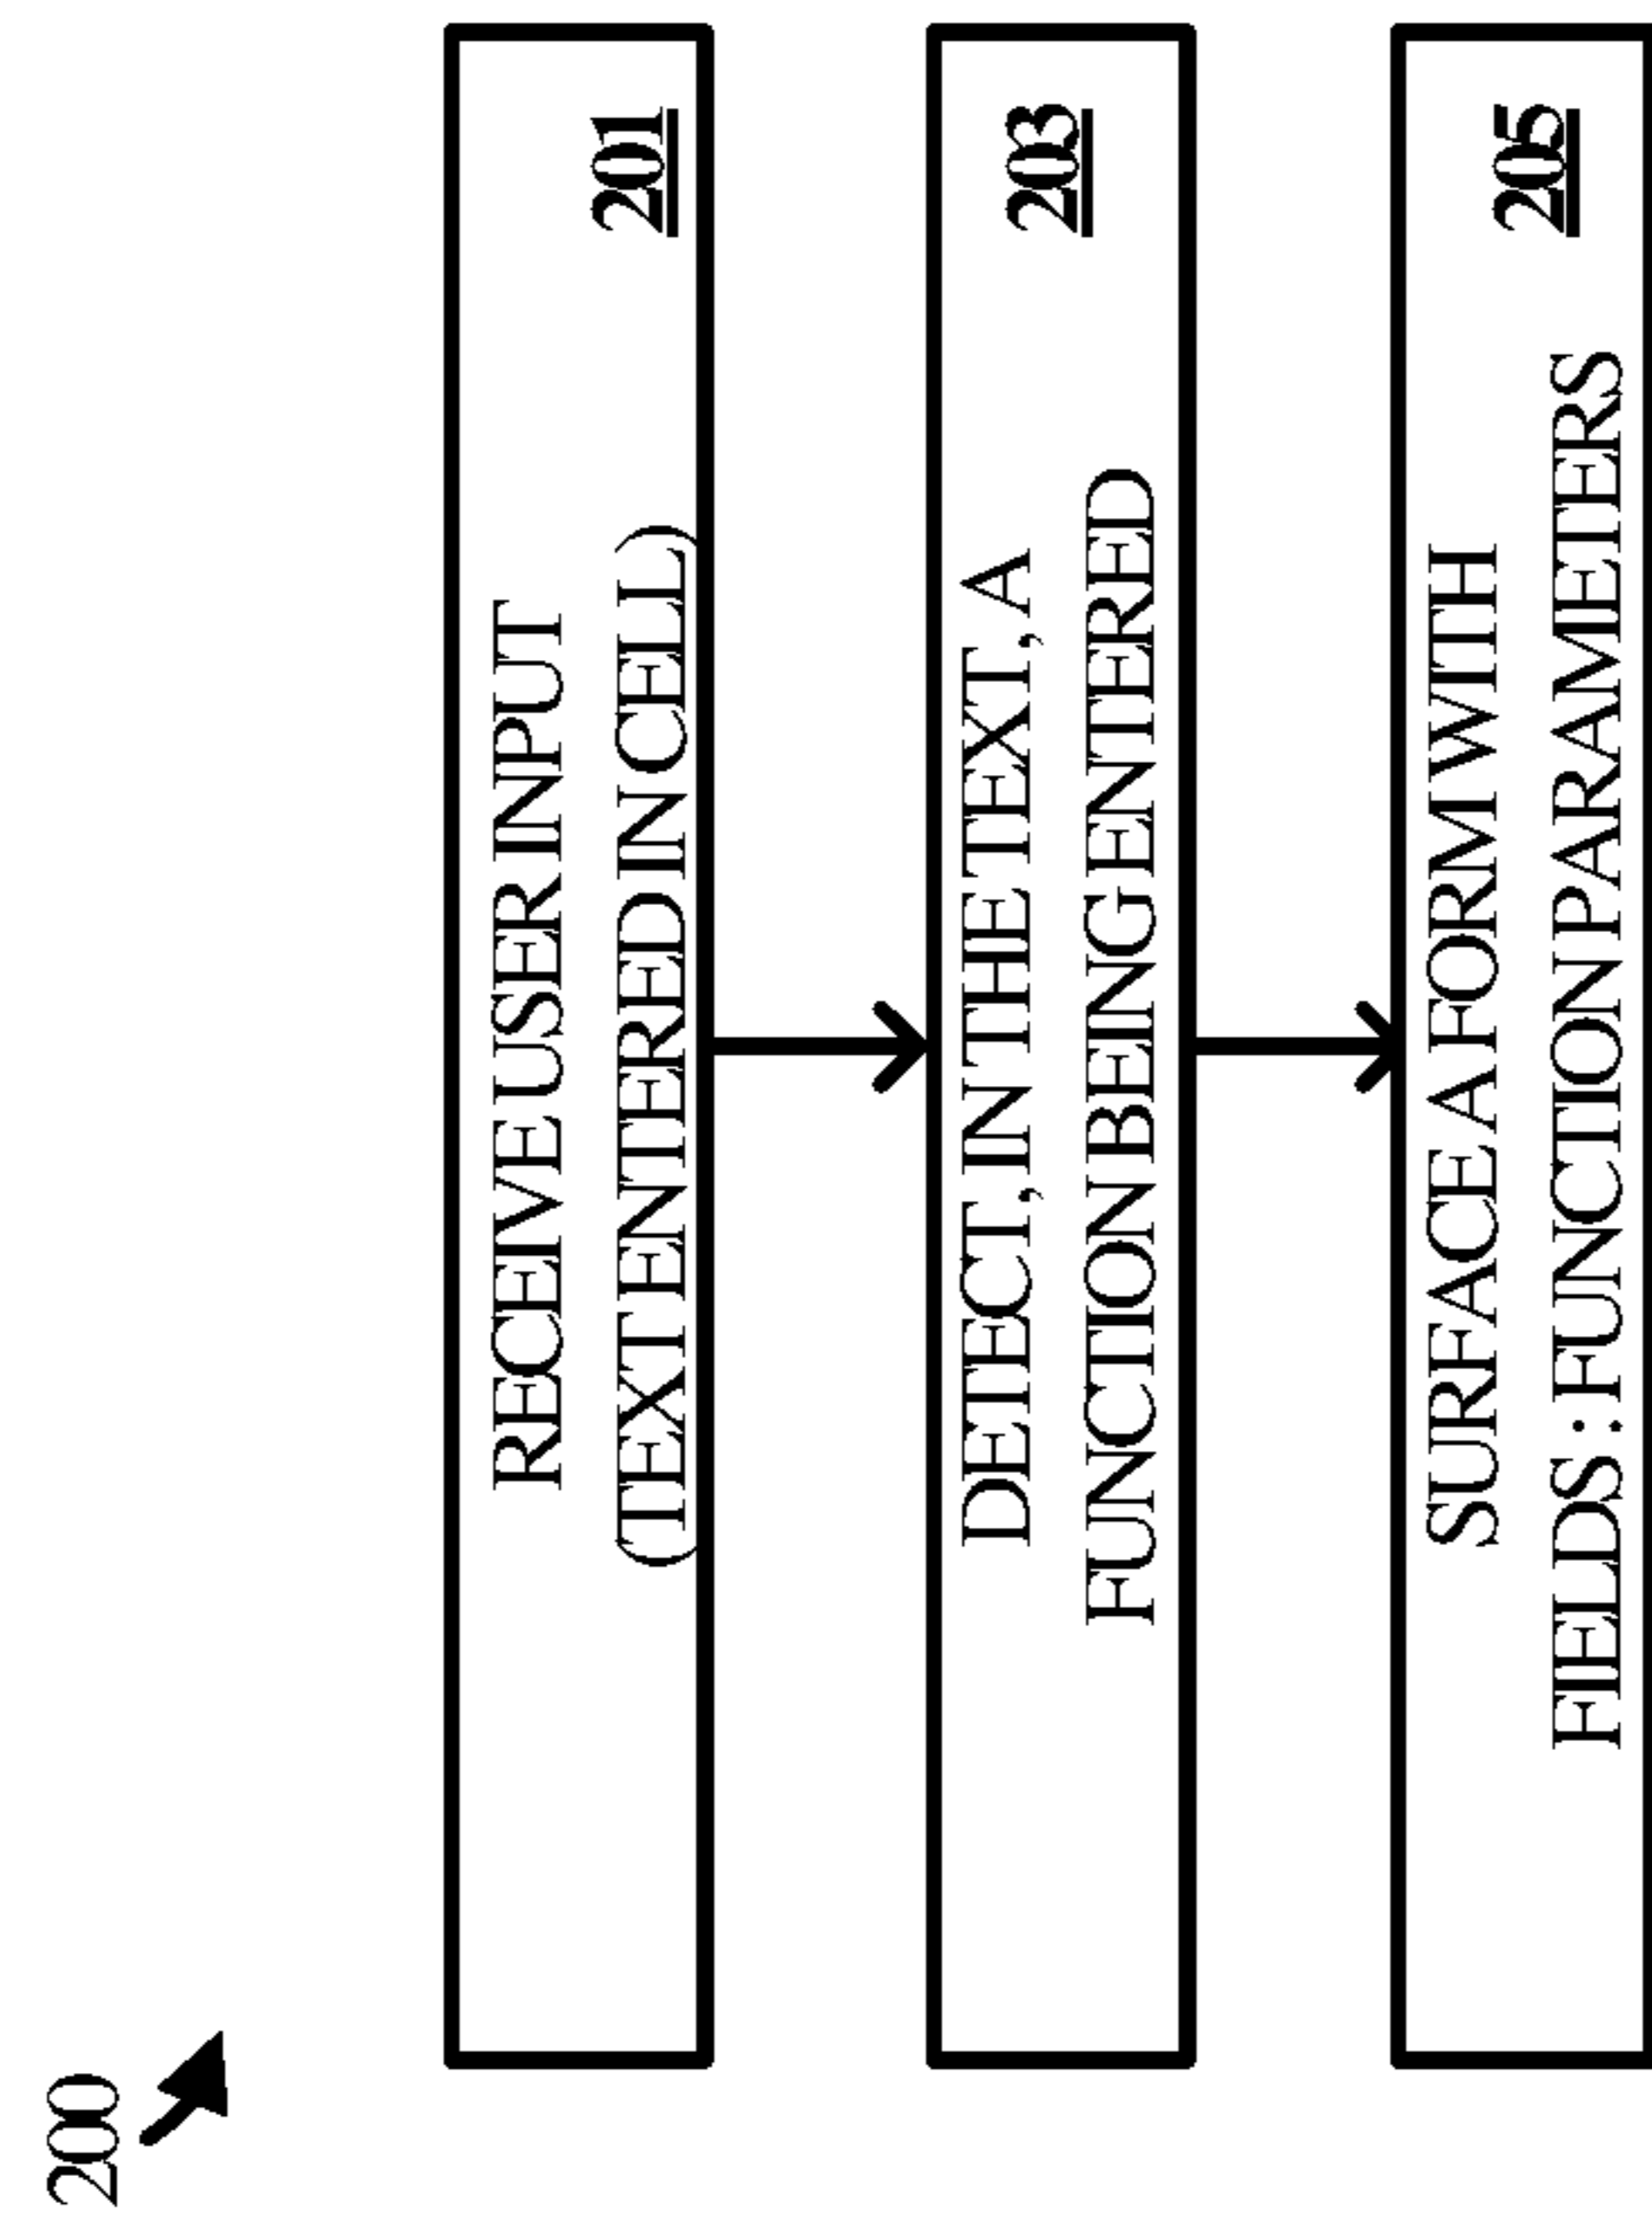 200
RECEIVE USER INPUT
(TEXT ENTERED IN CELL)
201
DETECT, IN THE TEXT, A
FUNCTION BEING ENTERED
203
SURFACE A FORM WITH
FIELDS : FUNCTION PARAMETERS
205